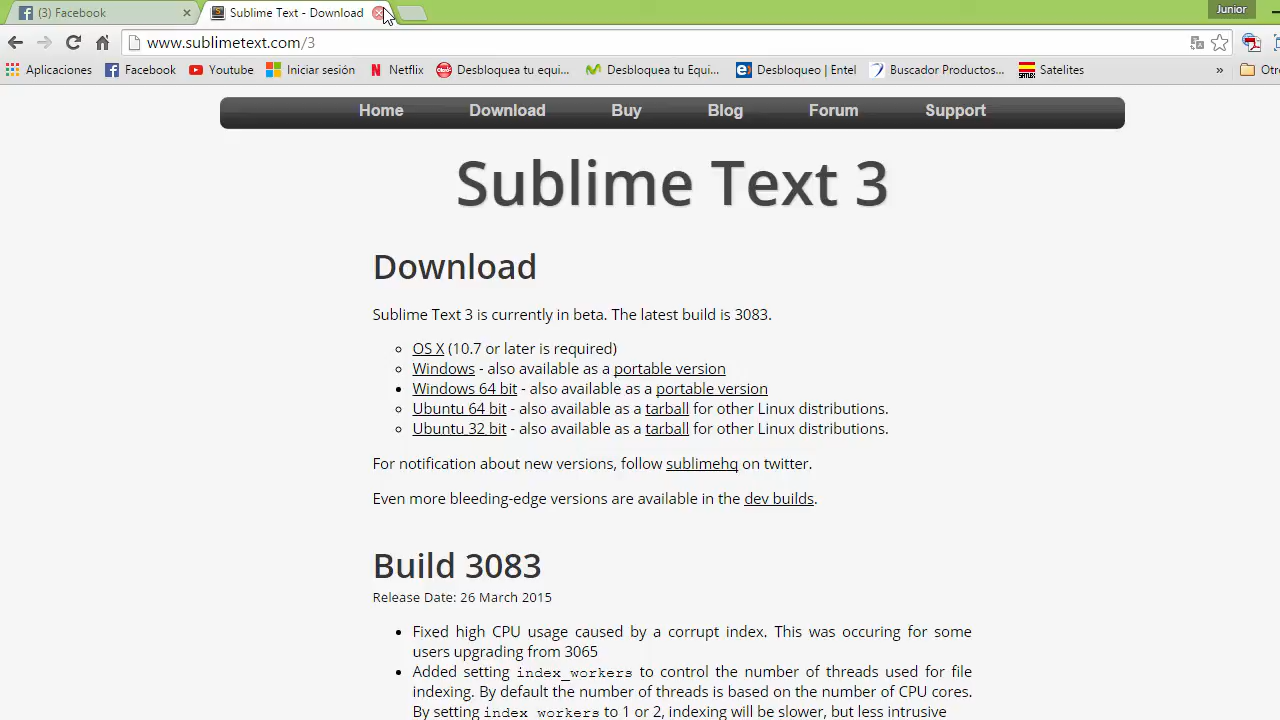 (3) Facebook
Sublime Text - Download
Junior
www.sublimetext.com/3
Aplicaciones
Facebook
Youtube
Iniciar sesión
Netflix
Desbloquea tu equi...
Desbloquea tu Equi...
Desbloqueo | Entel
Buscador Productos...
Satelites
»
Otro
Home
Download
Buy
Blog
Forum
Support
Sublime Text 3
Download
Sublime Text 3 is currently in beta. The latest build is 3083.
OS X (10.7 or later is required)
Windows - also available as a portable version
Windows 64 bit - also available as a portable version
Ubuntu 64 bit - also available as a tarball for other Linux distributions.
Ubuntu 32 bit - also available as a tarball for other Linux distributions.
For notification about new versions, follow sublimehq on twitter.
Even more bleeding-edge versions are available in the dev builds.
Build 3083
Release Date: 26 March 2015
Fixed high CPU usage caused by a corrupt index. This was occuring for some
users upgrading from 3065
Added setting index_workers to control the number of threads used for file
indexing. By default the number of threads is based on the number of CPU cores.
By setting index_workers to 1 or 2, indexing will be slower, but less intrusive